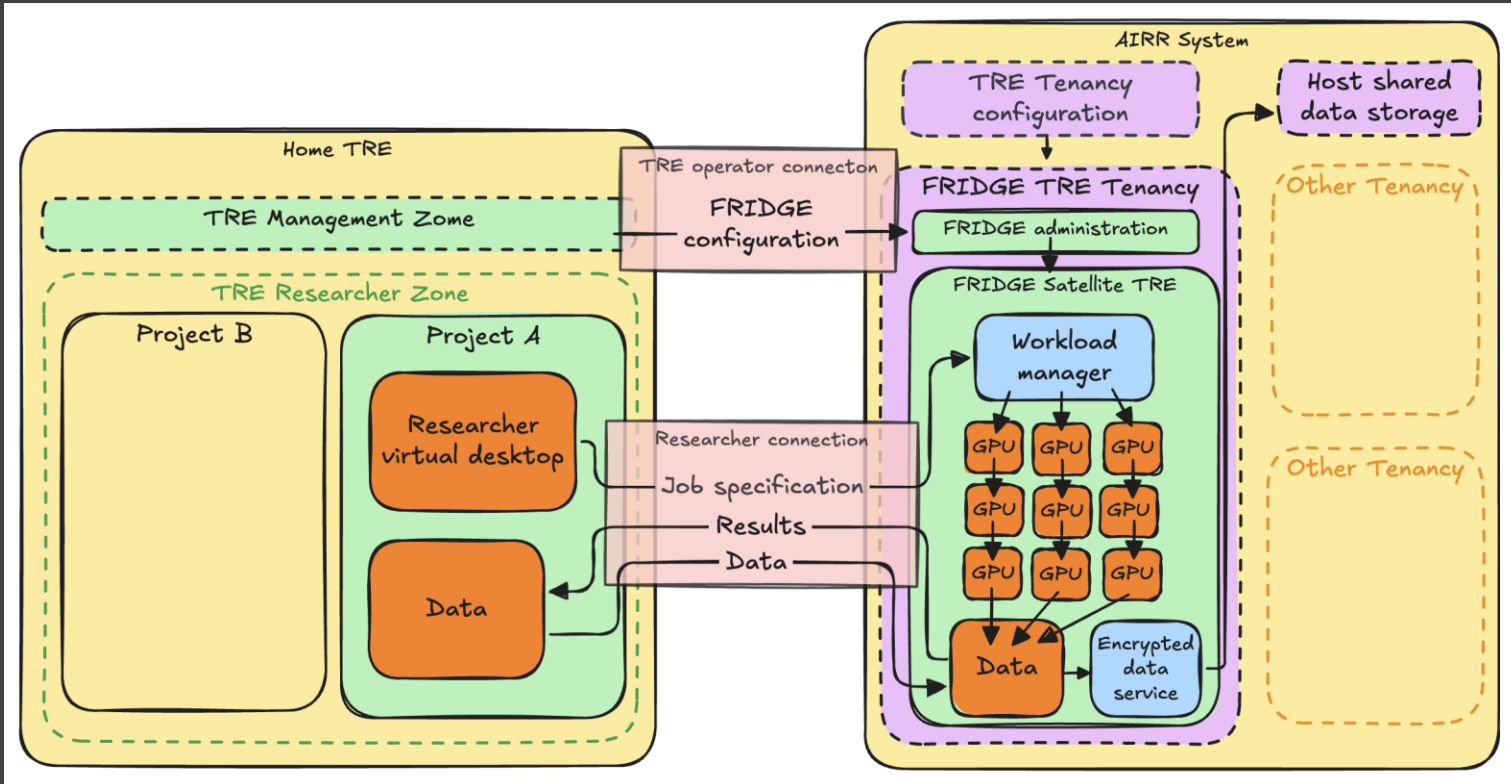 AIRR System
TRE Tenancy
configuration
Host shared
data storage
Home TRE
TRE Management Zome
TRE operator connecton
FRIDGE
configuration
FRIDGE TRE Tenancy
FRIDGE administration
FRIDGE Satellite TRE
Other Tenancy
TRE Researcher Zone
Project B
Project A
Researcher
virtual desktop
Data
Researcher connection
Job specification
Results
Data
Workload
manager
GPU
GPU
GPU
GPU
GPU
GPU
GPU
GPU
GPU
Data
Encrypted
data
service
Other Tenancy